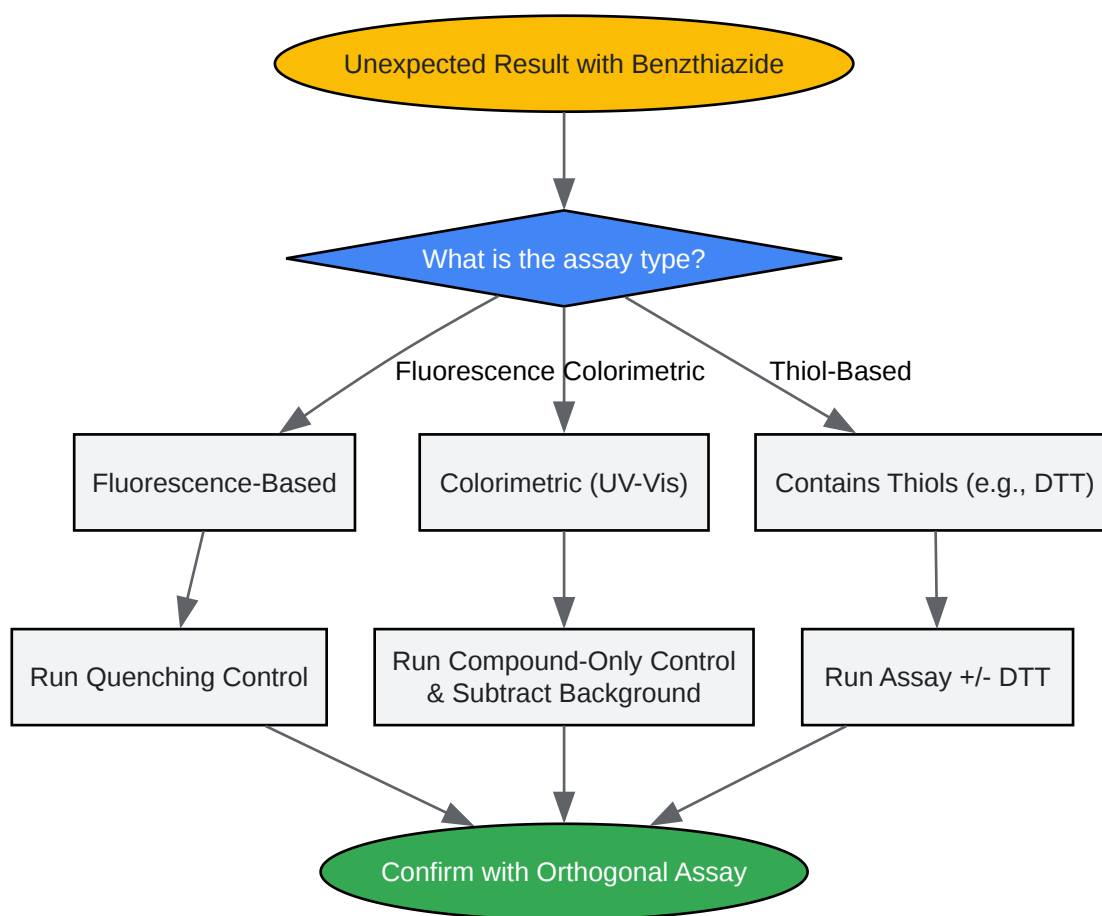 Unexpected Result with Benzthiazide
What is the assay type?
Fluorescence
Colorimetric
Thiol-Based
Fluorescence-Based
Colorimetric (UV-Vis)
Contains Thiols (e.g., DTT)
Run Quenching Control
Run Compound-Only Control
& Subtract Background
Run Assay +/- DTT
Confirm with Orthogonal Assay